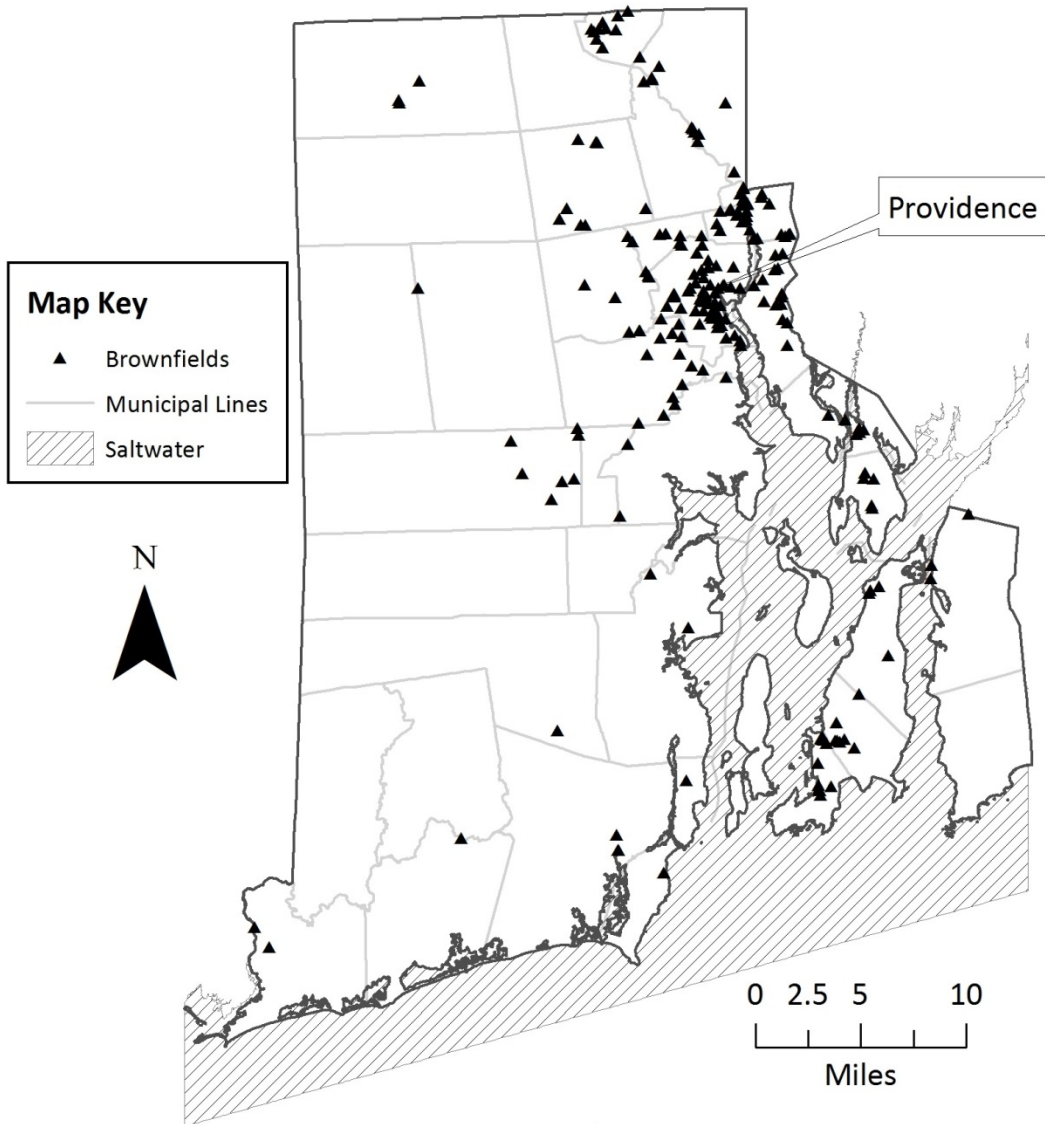 Providence
Map Key
Brownfields
Municipal Lines
Saltwater
N
0 2.5 5 10
Miles